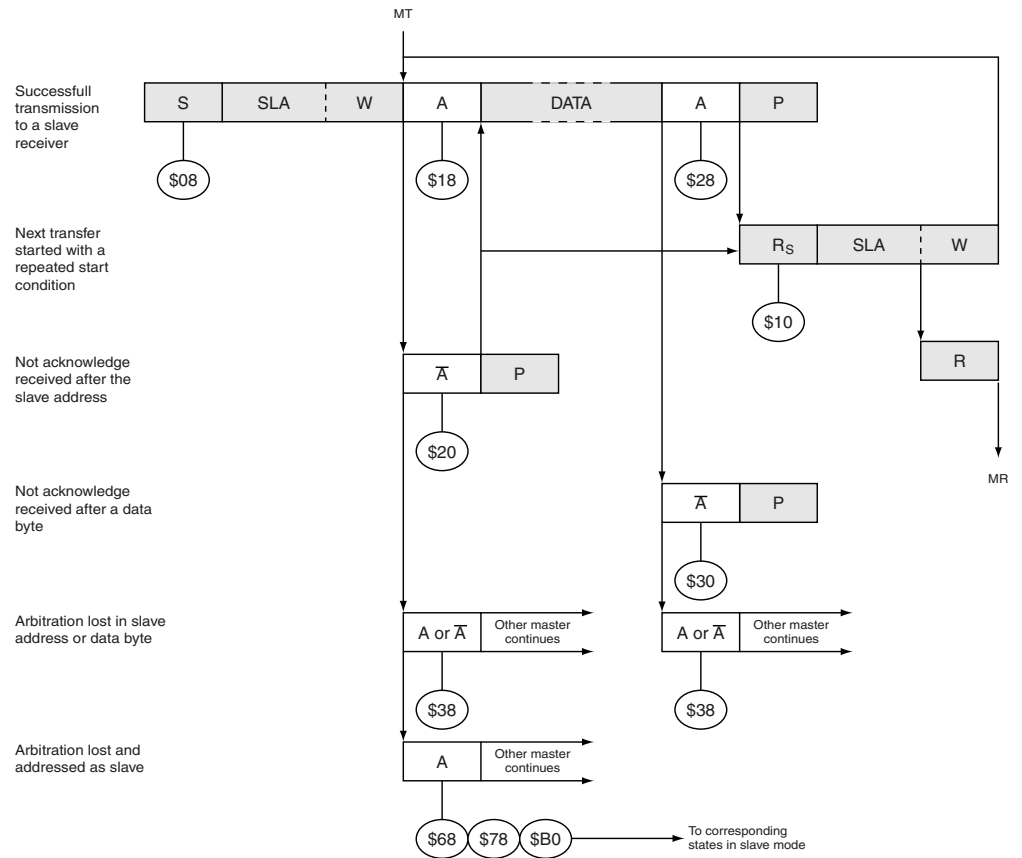 MT
Successfull
transmission
to a slave
receiver
S SLA W A DATA A P
$08 $18 $28
Next transfer
started with a
repeated start
condition
RS SLA W
$10
Not acknowledge
received after the
slave address
A̅ P
R
$20
MR
Not acknowledge
received after a data
byte
A̅ P
$30
Arbitration lost in slave
address or data byte
A or A̅ Other master
continues
A or A̅ Other master
continues
$38 $38
Arbitration lost and
addressed as slave
A Other master
continues
$68 $78 $B0 To corresponding
states in slave mode